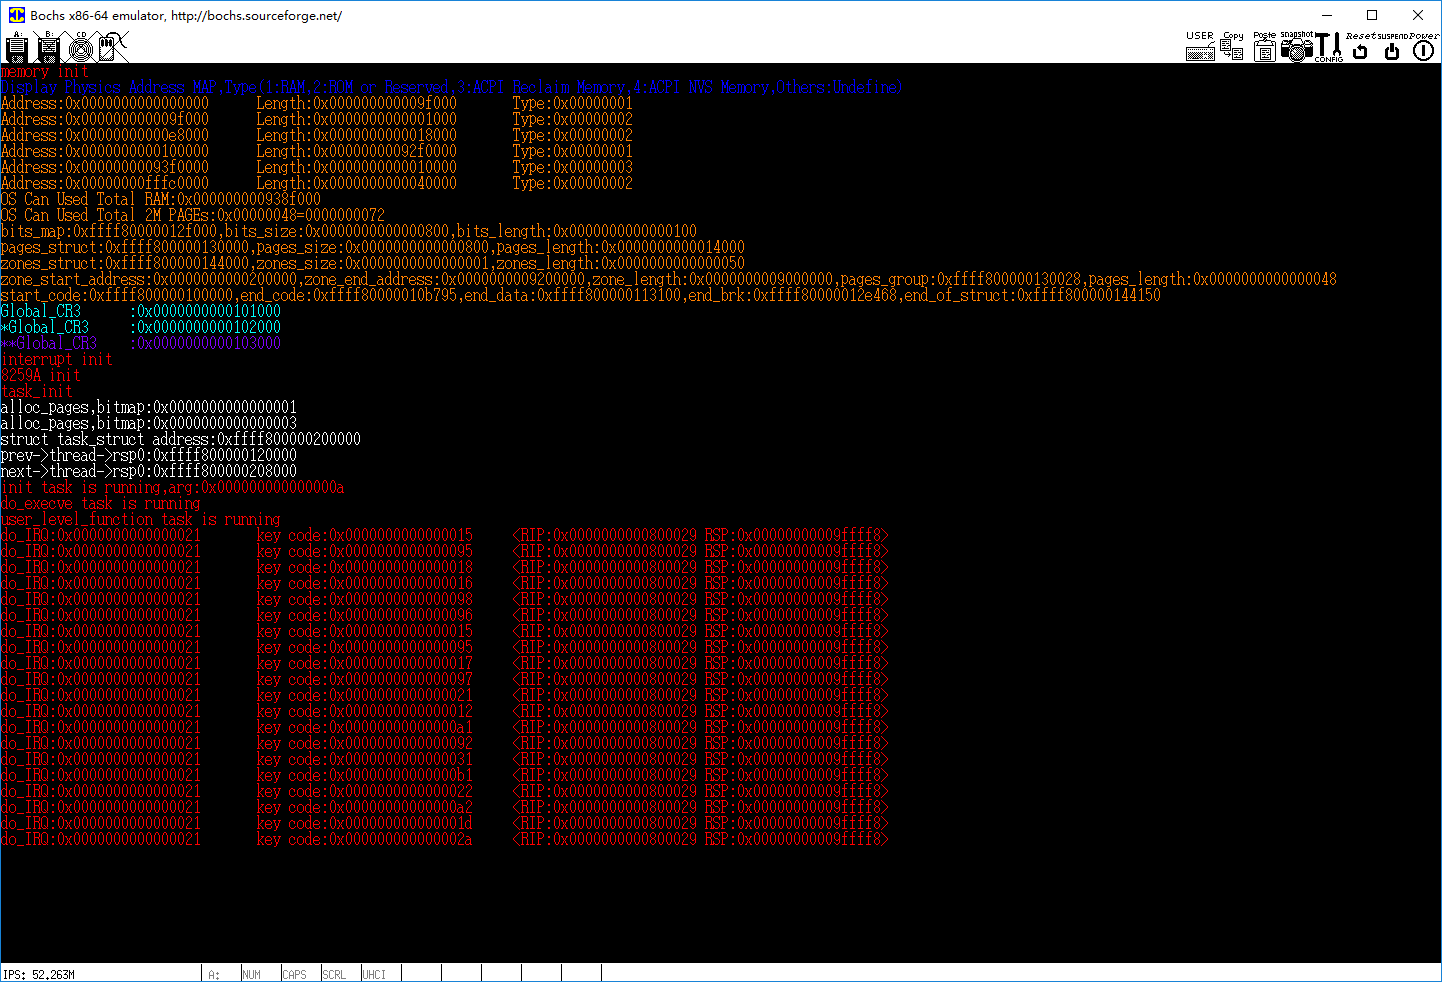 Bochs x86-64 emulator, http://bochs.sourceforge.net/
A: B: CD USER Copy Paste snapshot CONFIG Reset SUSPEND Power
memory init
Display Physics Address MAP,Type(1:RAM,2:ROM or Reserved,3:ACPI Reclaim Memory,4:ACPI NVS Memory,Others:Undefine)
Address:0x0000000000000000 Length:0x000000000009f000 Type:0x00000001
Address:0x000000000009f000 Length:0x0000000000001000 Type:0x00000002
Address:0x00000000000e8000 Length:0x0000000000018000 Type:0x00000002
Address:0x0000000000100000 Length:0x00000000092f0000 Type:0x00000001
Address:0x00000000093f0000 Length:0x0000000000010000 Type:0x00000003
Address:0x00000000fffc0000 Length:0x0000000000040000 Type:0x00000002
OS Can Used Total RAM:0x000000000938f000
OS Can Used Total 2M PAGEs:0x00000048=0000000072
bits_map:0xffff80000012f000,bits_size:0x0000000000000800,bits_length:0x0000000000000100
pages_struct:0xffff800000130000,pages_size:0x0000000000000800,pages_length:0x0000000000014000
zones_struct:0xffff800000144000,zones_size:0x0000000000000001,zones_length:0x0000000000000050
zone_start_address:0x0000000000200000,zone_end_address:0x0000000009200000,zone_length:0x0000000009000000,pages_group:0xffff800000130028,pages_length:0x0000000000000048
start_code:0xffff800000100000,end_code:0xffff80000010b795,end_data:0xffff800000113100,end_brk:0xffff80000012e468,end_of_struct:0xffff800000144150
Global_CR3 :0x0000000000101000
*Global_CR3 :0x0000000000102000
**Global_CR3 :0x0000000000103000
interrupt init
8259A init
task_init
alloc_pages,bitmap:0x0000000000000001
alloc_pages,bitmap:0x0000000000000003
struct task_struct address:0xffff800000200000
prev->thread->rsp0:0xffff800000120000
next->thread->rsp0:0xffff800000208000
init task is running,arg:0x000000000000000a
do_execve task is running
user_level_function task is running
do_IRQ:0x0000000000000021 key code:0x0000000000000015 <RIP:0x0000000000800029 RSP:0x00000000009ffff8>
do_IRQ:0x0000000000000021 key code:0x0000000000000095 <RIP:0x0000000000800029 RSP:0x00000000009ffff8>
do_IRQ:0x0000000000000021 key code:0x0000000000000018 <RIP:0x0000000000800029 RSP:0x00000000009ffff8>
do_IRQ:0x0000000000000021 key code:0x0000000000000016 <RIP:0x0000000000800029 RSP:0x00000000009ffff8>
do_IRQ:0x0000000000000021 key code:0x0000000000000098 <RIP:0x0000000000800029 RSP:0x00000000009ffff8>
do_IRQ:0x0000000000000021 key code:0x0000000000000096 <RIP:0x0000000000800029 RSP:0x00000000009ffff8>
do_IRQ:0x0000000000000021 key code:0x0000000000000015 <RIP:0x0000000000800029 RSP:0x00000000009ffff8>
do_IRQ:0x0000000000000021 key code:0x0000000000000095 <RIP:0x0000000000800029 RSP:0x00000000009ffff8>
do_IRQ:0x0000000000000021 key code:0x0000000000000017 <RIP:0x0000000000800029 RSP:0x00000000009ffff8>
do_IRQ:0x0000000000000021 key code:0x0000000000000097 <RIP:0x0000000000800029 RSP:0x00000000009ffff8>
do_IRQ:0x0000000000000021 key code:0x0000000000000021 <RIP:0x0000000000800029 RSP:0x00000000009ffff8>
do_IRQ:0x0000000000000021 key code:0x0000000000000012 <RIP:0x0000000000800029 RSP:0x00000000009ffff8>
do_IRQ:0x0000000000000021 key code:0x00000000000000a1 <RIP:0x0000000000800029 RSP:0x00000000009ffff8>
do_IRQ:0x0000000000000021 key code:0x0000000000000092 <RIP:0x0000000000800029 RSP:0x00000000009ffff8>
do_IRQ:0x0000000000000021 key code:0x0000000000000031 <RIP:0x0000000000800029 RSP:0x00000000009ffff8>
do_IRQ:0x0000000000000021 key code:0x00000000000000b1 <RIP:0x0000000000800029 RSP:0x00000000009ffff8>
do_IRQ:0x0000000000000021 key code:0x0000000000000022 <RIP:0x0000000000800029 RSP:0x00000000009ffff8>
do_IRQ:0x0000000000000021 key code:0x00000000000000a2 <RIP:0x0000000000800029 RSP:0x00000000009ffff8>
do_IRQ:0x0000000000000021 key code:0x000000000000001d <RIP:0x0000000000800029 RSP:0x00000000009ffff8>
do_IRQ:0x0000000000000021 key code:0x000000000000002a <RIP:0x0000000000800029 RSP:0x00000000009ffff8>
IPS: 52.263M A: NUM CAPS SCRL UHCI